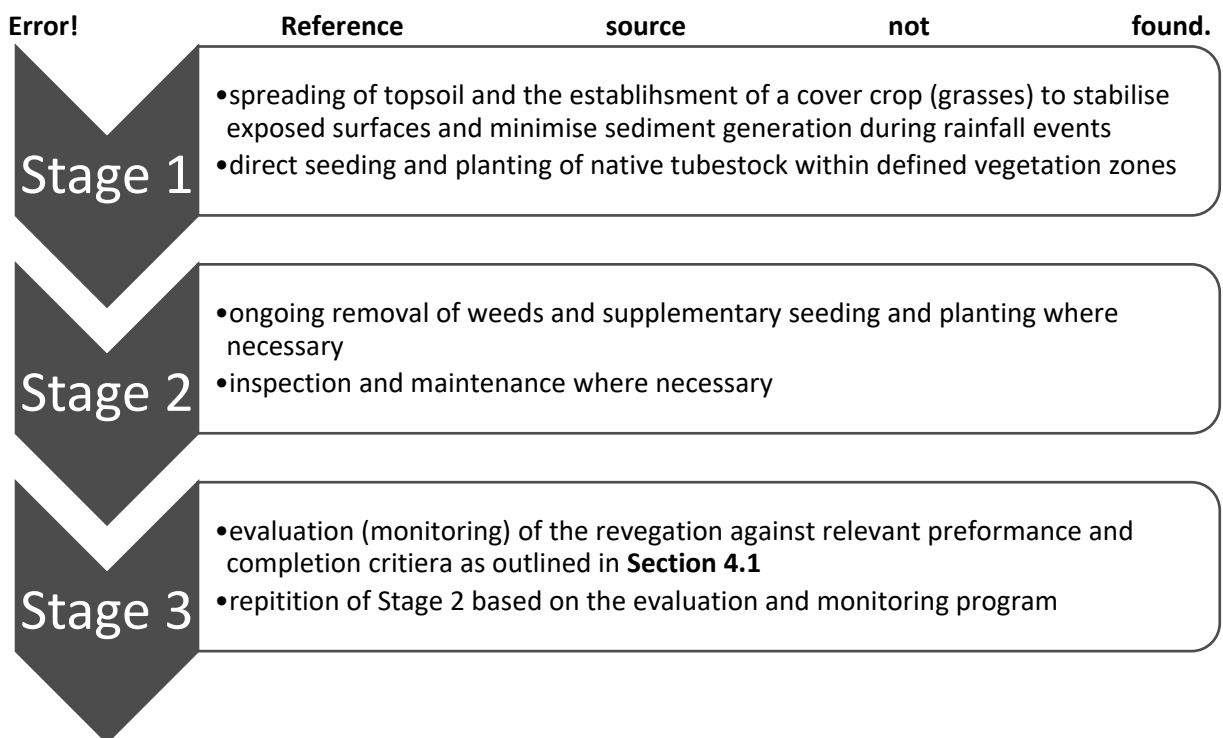 Error! Reference source not found.
Stage 1
•spreading of topsoil and the establihsment of a cover crop (grasses) to stabilise
exposed surfaces and minimise sediment generation during rainfall events
•direct seeding and planting of native tubestock within defined vegetation zones
Stage 2
•ongoing removal of weeds and supplementary seeding and planting where
necessary
•inspection and maintenance where necessary
Stage 3
•evaluation (monitoring) of the revegation against relevant preformance and
completion critiera as outlined in Section 4.1
•repitition of Stage 2 based on the evaluation and monitoring program